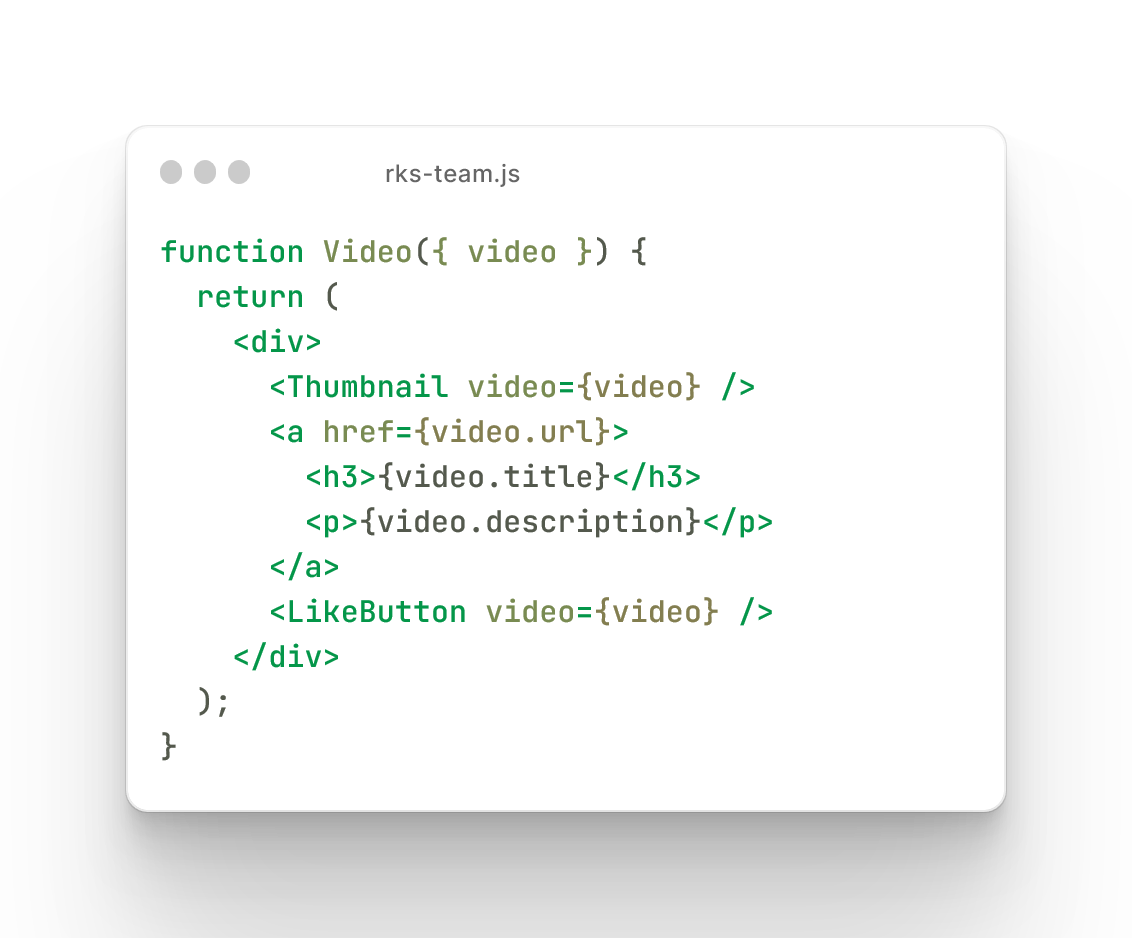 rks-team.js
function Video({ video }) {
  return (
    <div>
      <Thumbnail video={video} />
      <a href={video.url}>
        <h3>{video.title}</h3>
        <p>{video.description}</p>
      </a>
      <LikeButton video={video} />
    </div>
  );
}